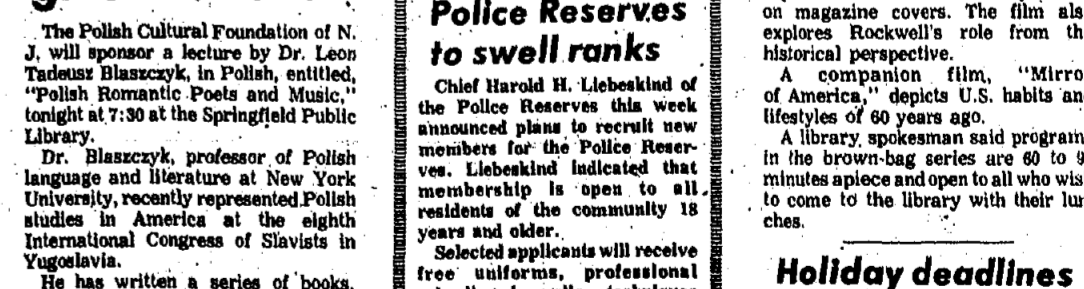 The Polish Cultural Foundation of N.
J. will sponsor a lecture by Dr. Leon
Tadeusz Blaszczyk, in Polish, entitled,
"Polish Romantic Poets and Music,"
tonight at 7:30 at the Springfield Public
Library.
Dr. Blaszczyk, professor of Polish
language and literature at New York
University, recently represented Polish
studies in America at the eighth
International Congress of Slavists in
Yugoslavia.
He has written a series of books,
Police Reserves
to swell ranks
Chief Harold H. Liebeskind of
the Police Reserves this week
announced plans to recruit new
members for the Police Reser-
ves. Liebeskind indicated that
membership is open to all
residents of the community 18
years and older.
Selected applicants will receive
free uniforms, professional
on magazine covers. The film als
explores Rockwell's role from th
historical perspective.
A companion film, "Mirro
of America," depicts U.S. habits an
lifestyles of 60 years ago.
A library spokesman said program
in the brown-bag series are 60 to 9
minutes apiece and open to all who wis
to come to the library with their lun
ches.
Holiday deadlines